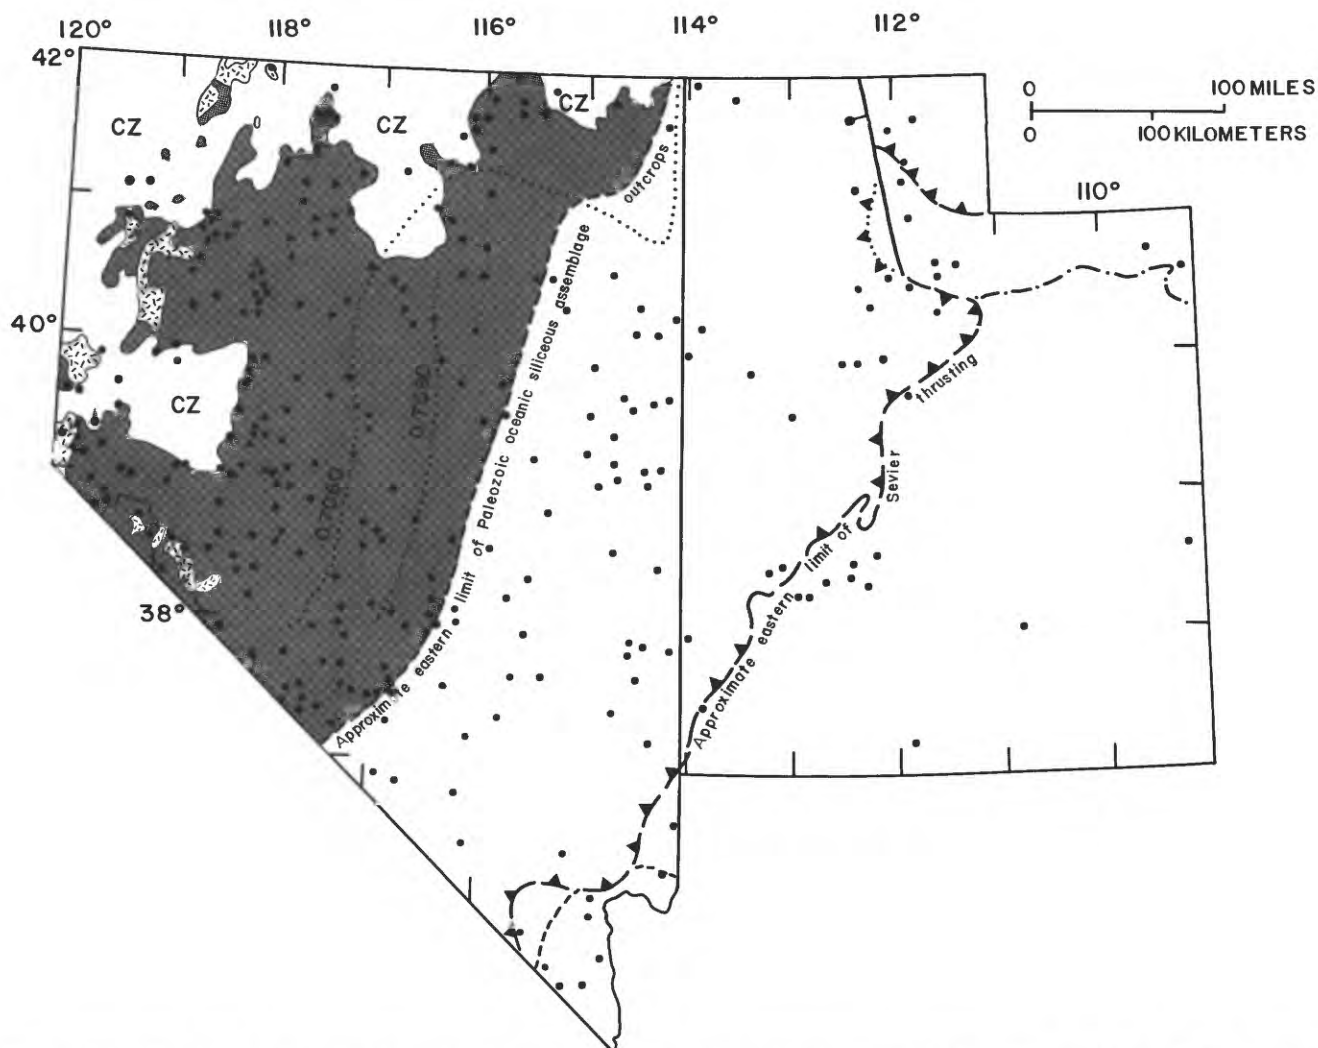 120° 118° 116° 114° 112°
42°
0 100 MILES
0 100 KILOMETERS
110°
CZ
CZ
CZ
CZ
40°
38°
0.7060
0.7080
Approximate eastern limit of Paleozoic oceanic siliceous assemblage outcrops
Approximate eastern limit of Sevier thrusting